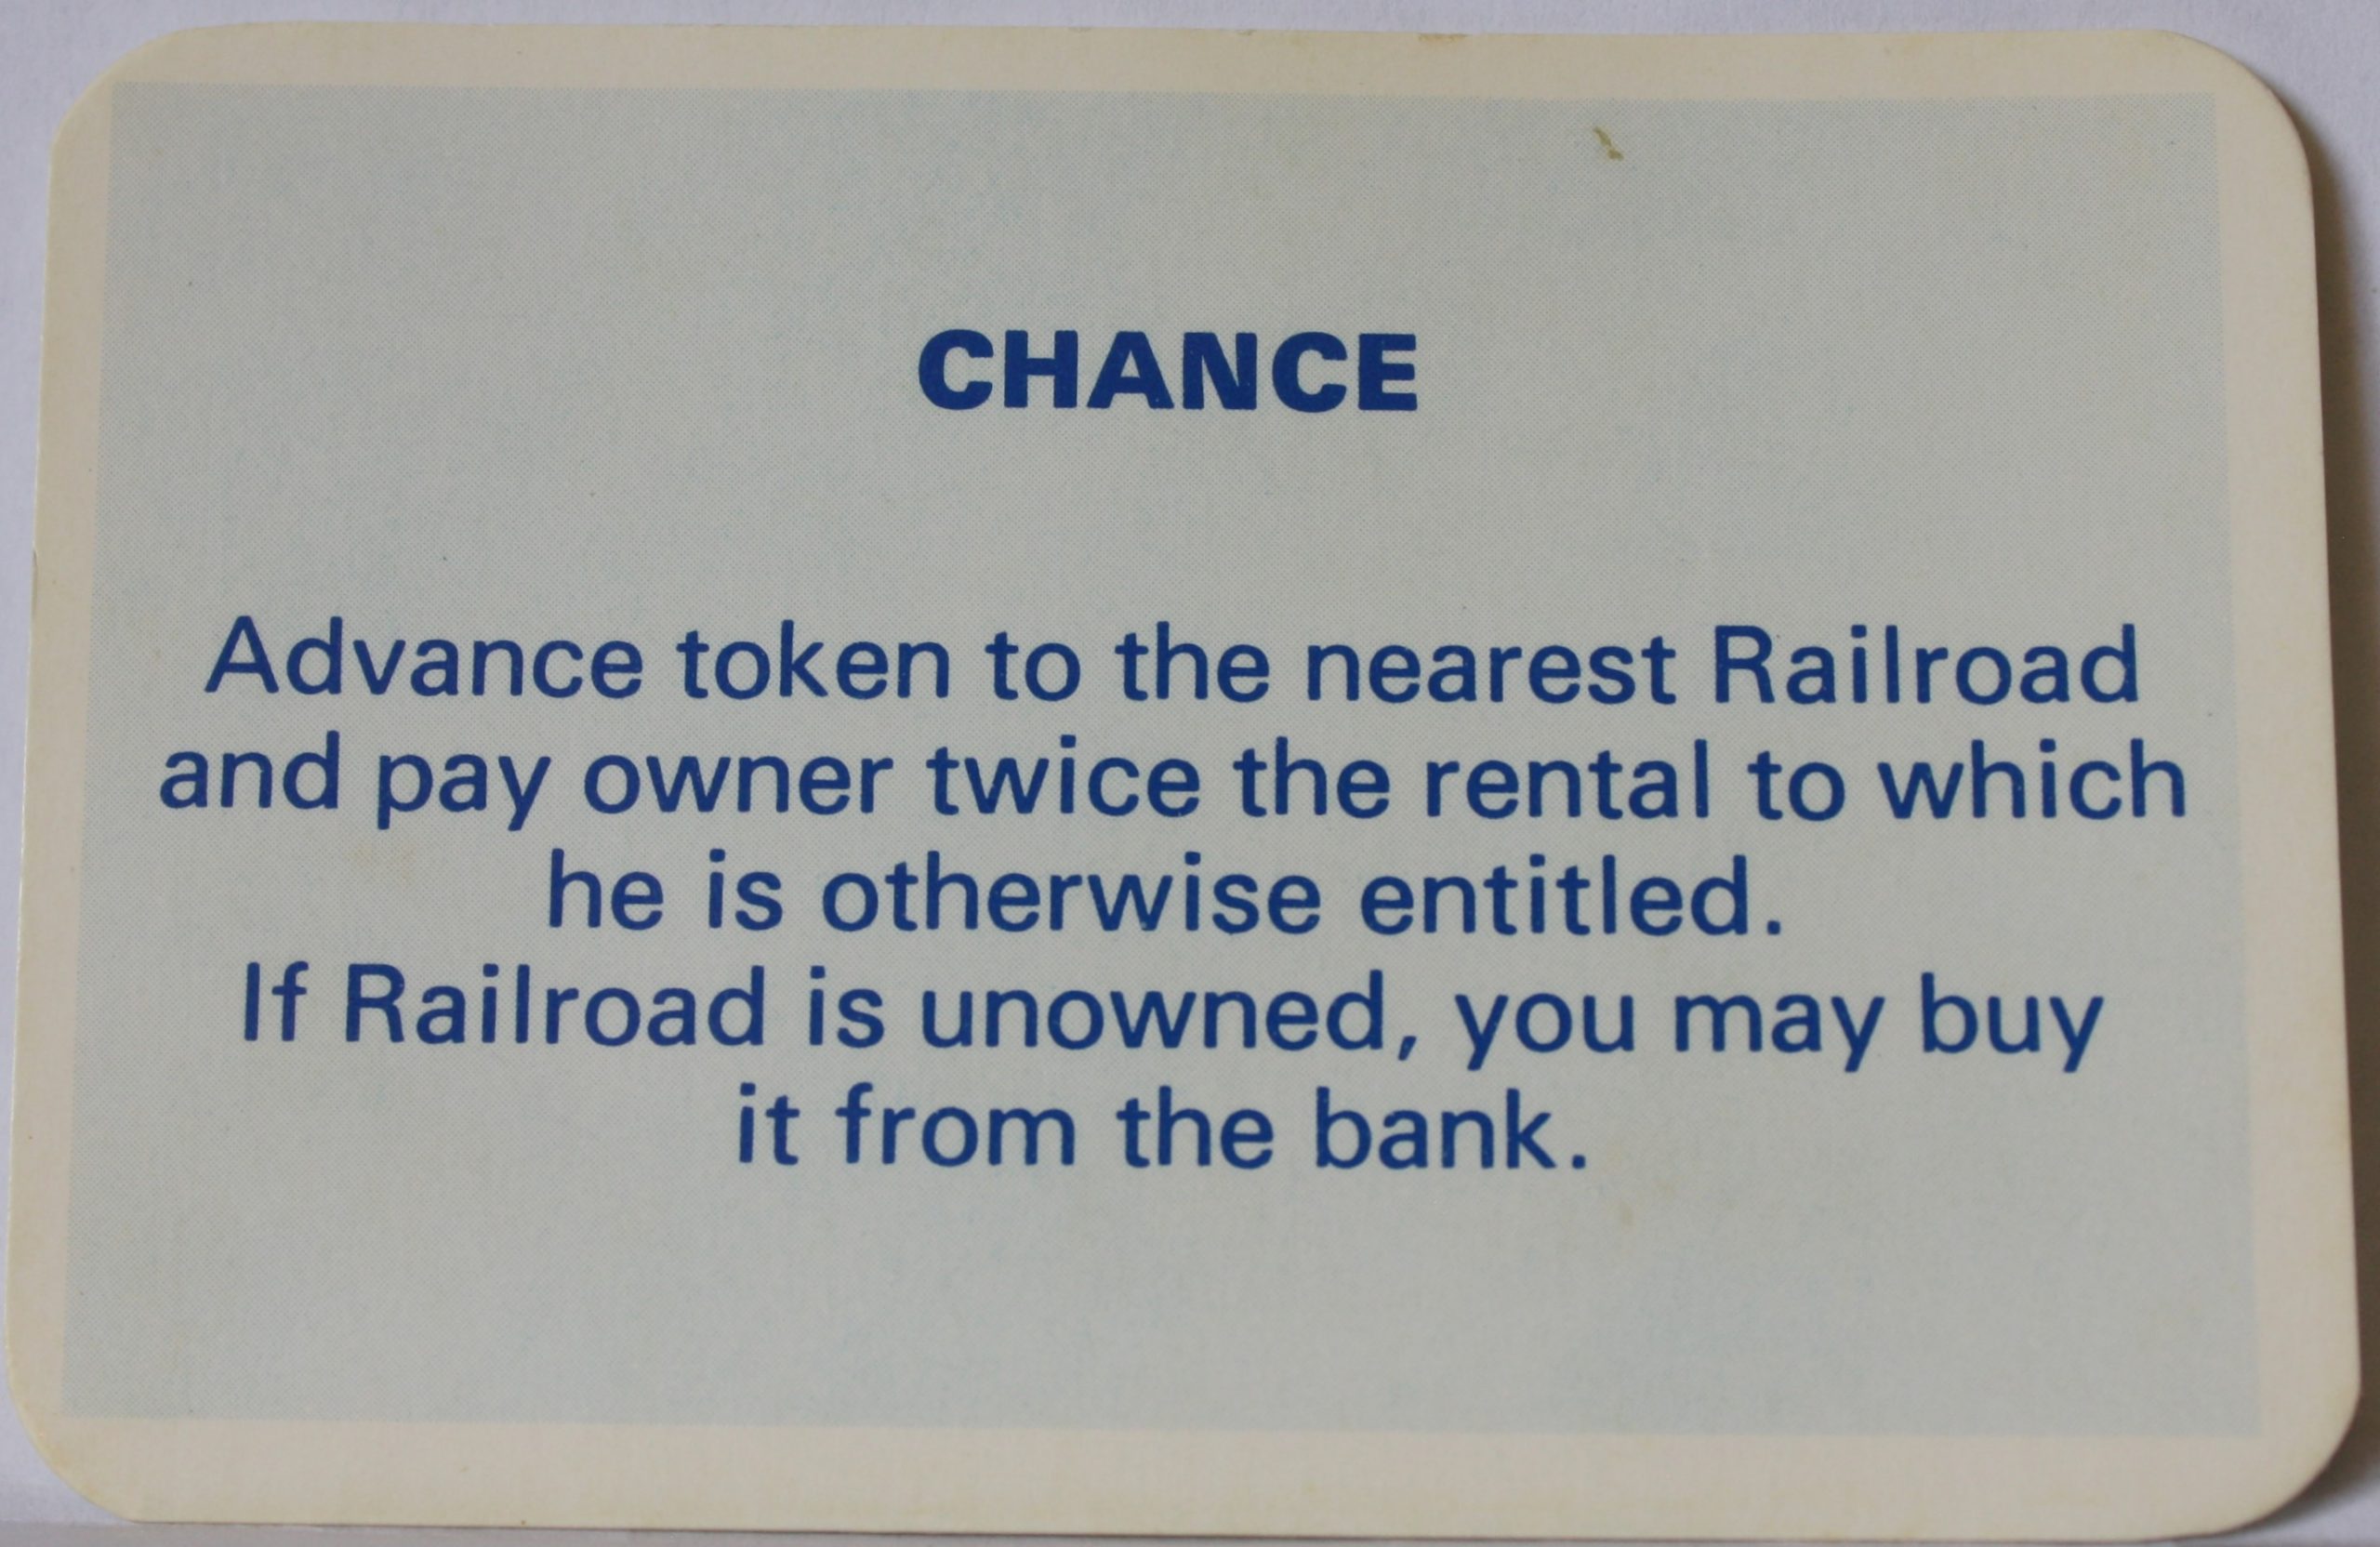 CHANCE
Advance token to the nearest Railroad
and pay owner twice the rental to which
he is otherwise entitled.
If Railroad is unowned, you may buy
it from the bank.